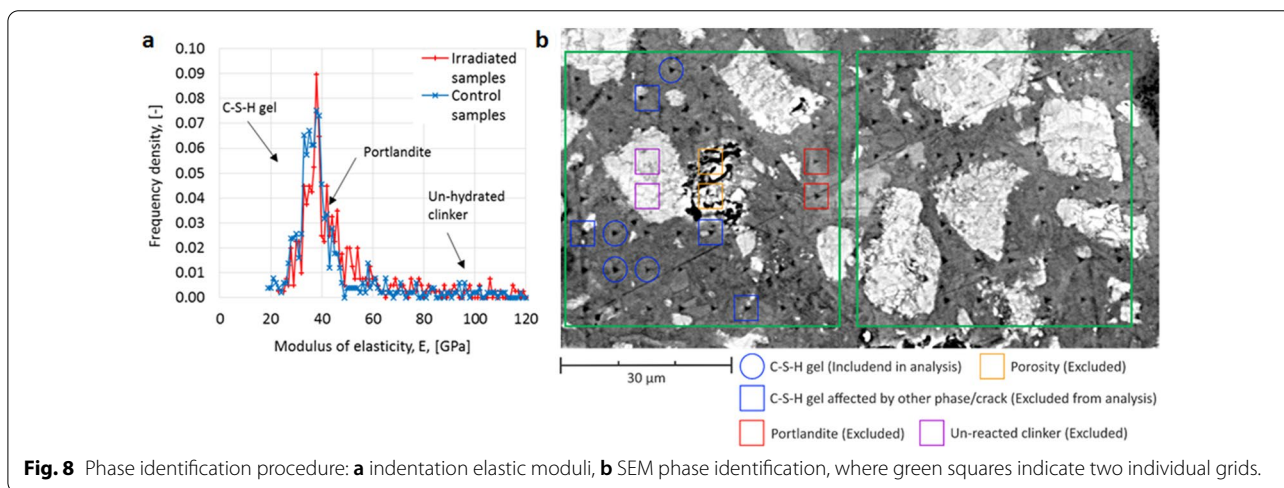 a
0.10
0.09
0.08
0.07
0.06
0.05
0.04
0.03
0.02
0.01
0.00
Frequency density, [-]
0
20
40
60
80
100
120
Modulus of elasticity, E, [GPa]
Irradiated
samples
Control
samples
C-S-H gel
Portlandite
Un-hydrated
clinker
b
30 µm
C-S-H gel (Includend in analysis)
Porosity (Excluded)
C-S-H gel affected by other phase/crack (Excluded from analysis)
Portlandite (Excluded)
Un-reacted clinker (Excluded)
Fig. 8 Phase identification procedure: a indentation elastic moduli, b SEM phase identification, where green squares indicate two individual grids.